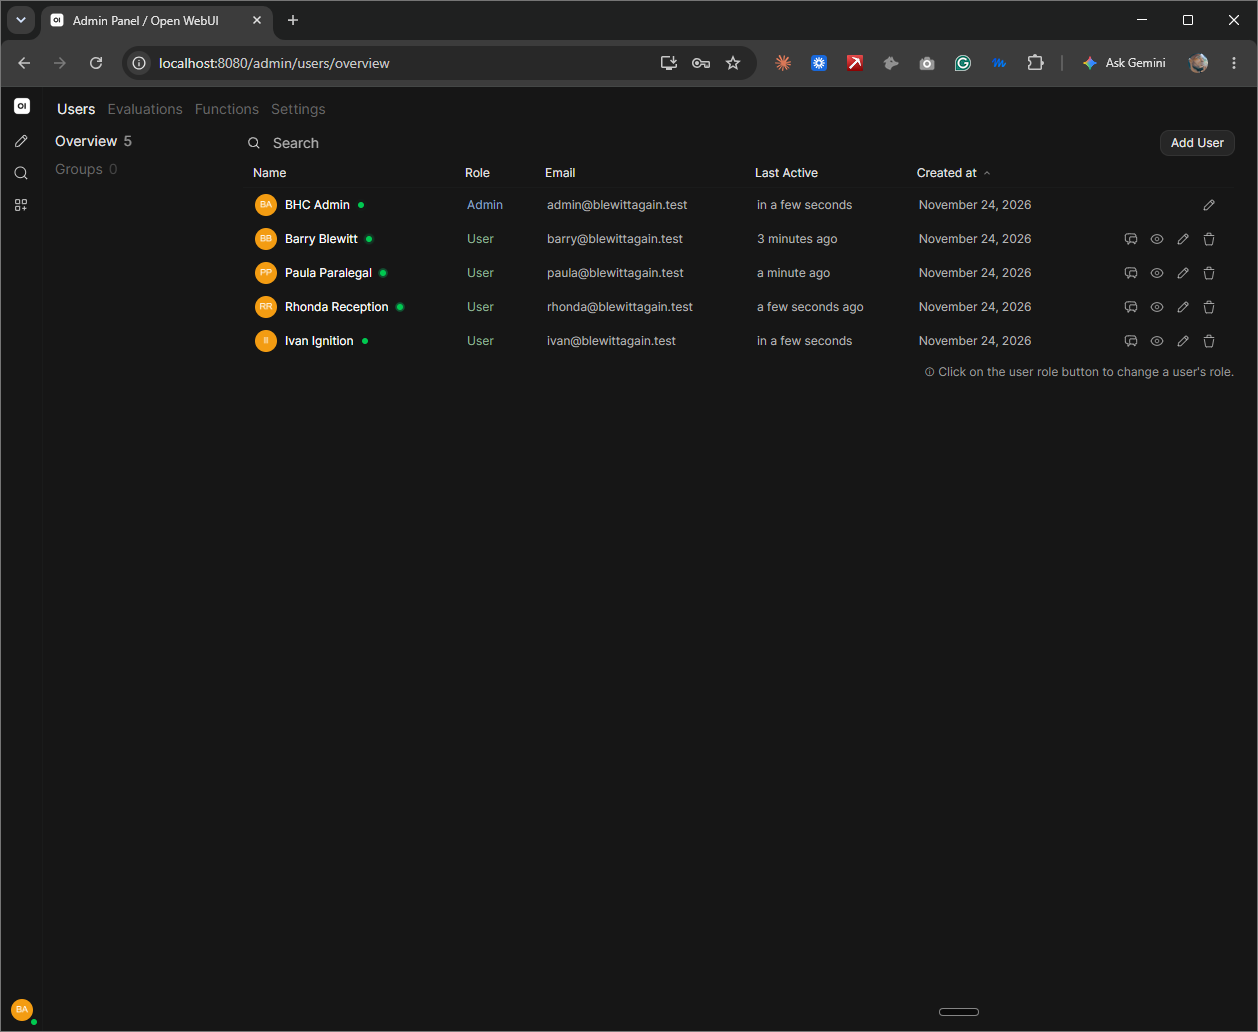 OI Admin Panel / Open WebUI
localhost:8080/admin/users/overview
Ask Gemini
OI
Users Evaluations Functions Settings
Overview 5
Groups 0
Search
Add User
Name Role Email Last Active Created at
BA BHC Admin Admin admin@blewittagain.test in a few seconds November 24, 2026
BB Barry Blewitt User barry@blewittagain.test 3 minutes ago November 24, 2026
PP Paula Paralegal User paula@blewittagain.test a minute ago November 24, 2026
RR Rhonda Reception User rhonda@blewittagain.test a few seconds ago November 24, 2026
II Ivan Ignition User ivan@blewittagain.test in a few seconds November 24, 2026
Click on the user role button to change a user's role.
BA